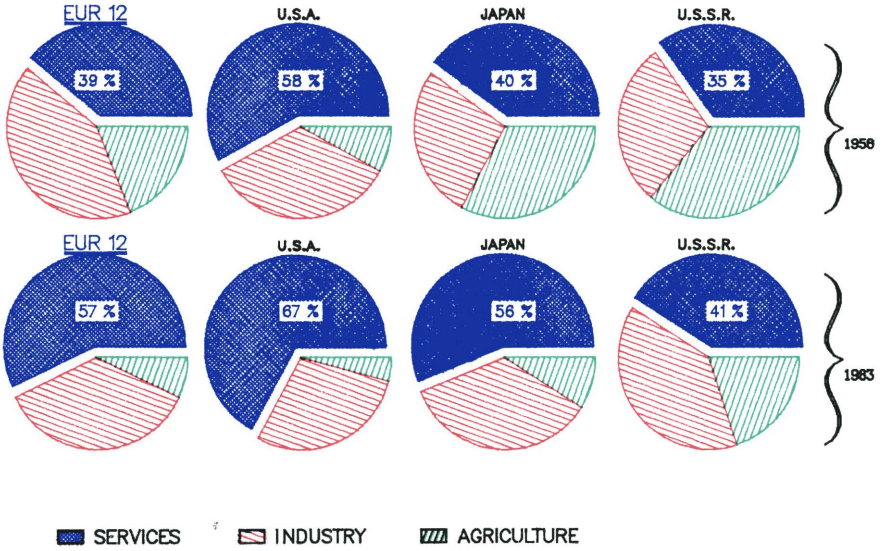 EUR 12 U.S.A. JAPAN U.S.S.R.
39 % 58 % 40 % 35 %
1958
EUR 12 U.S.A. JAPAN U.S.S.R.
57 % 67 % 56 % 41 %
1983
SERVICES INDUSTRY AGRICULTURE